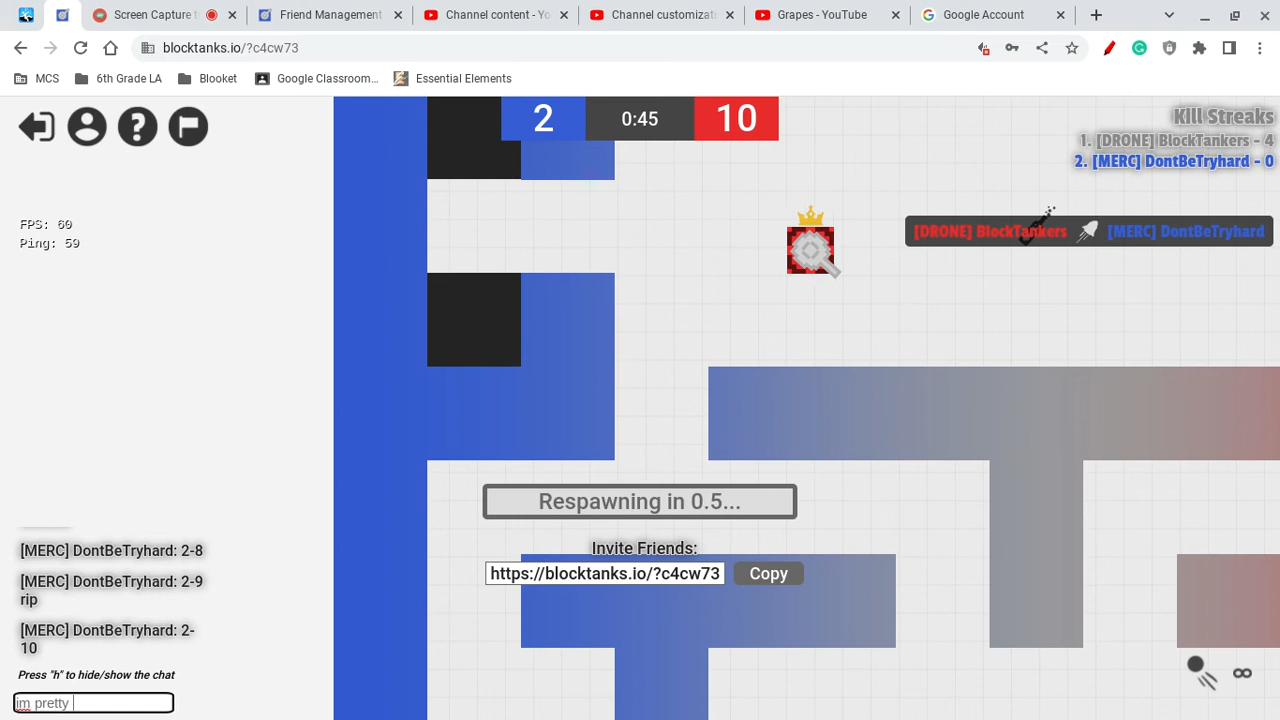 Screen Capture t
Friend Management
Channel content - Yo
Channel customizat
Grapes - YouTube
Google Account
blocktanks.io/?c4cw73
MCS
6th Grade LA
Blooket
Google Classroom...
Essential Elements
2
0:45
10
Kill Streaks
1. [DRONE] BlockTankers - 4
2. [MERC] DontBeTryhard - 0
FPS: 60
Ping: 59
[DRONE] BlockTankers [MERC] DontBeTryhard
Respawning in 0.5...
Invite Friends:
https://blocktanks.io/?c4cw73
Copy
[MERC] DontBeTryhard: 2-8
[MERC] DontBeTryhard: 2-9
rip
[MERC] DontBeTryhard: 2-
10
Press "h" to hide/show the chat
im pretty
∞